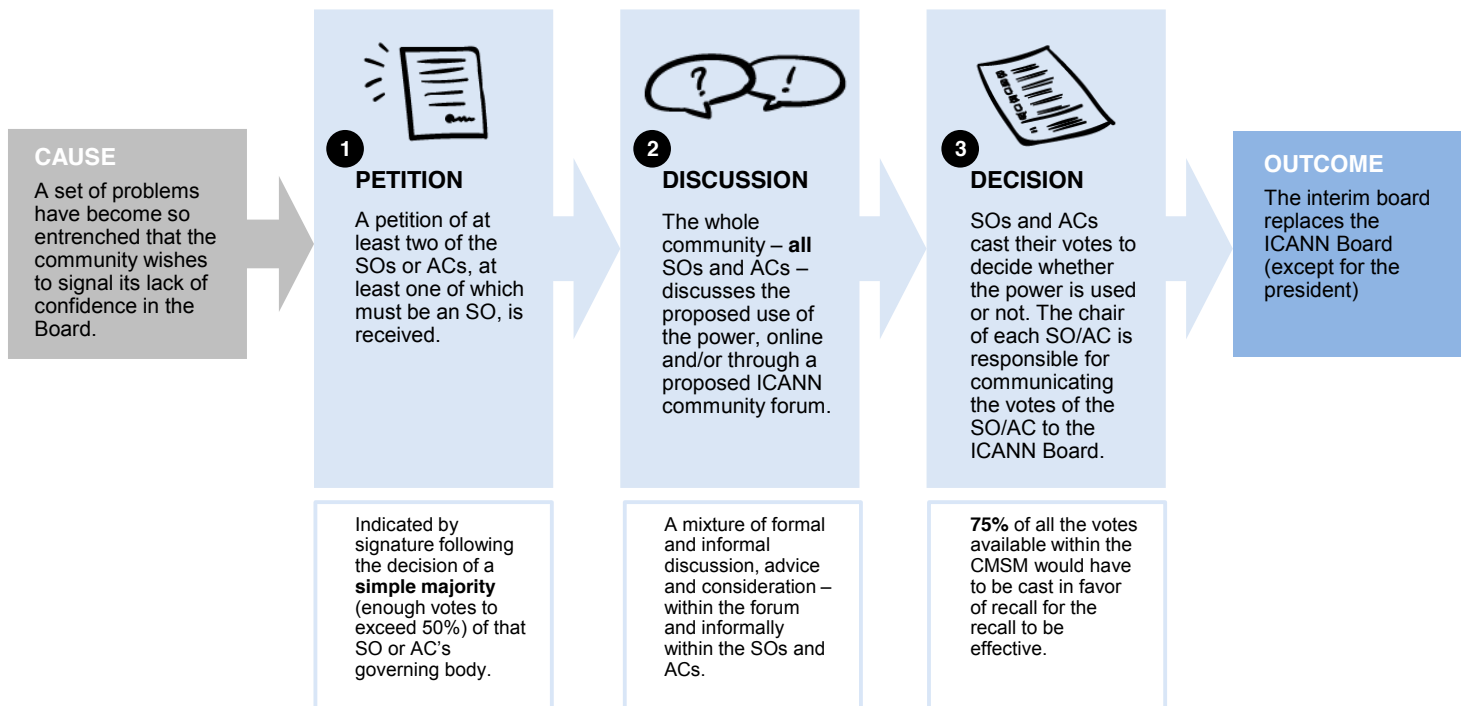 CAUSE
A set of problems
have become so
entrenched that the
community wishes
to signal its lack of
confidence in the
Board.
1
PETITION
A petition of at
least two of the
SOs or ACs, at
least one of which
must be an SO, is
received.
Indicated by
signature following
the decision of a
simple majority
(enough votes to
exceed 50%) of that
SO or AC’s
governing body.
?
!
2
DISCUSSION
The whole
community – all
SOs and ACs –
discusses the
proposed use of
the power, online
and/or through a
proposed ICANN
community forum.
A mixture of formal
and informal
discussion, advice
and consideration –
within the forum
and informally
within the SOs and
ACs.
3
DECISION
SOs and ACs
cast their votes to
decide whether
the power is used
or not. The chair
of each SO/AC is
responsible for
communicating
the votes of the
SO/AC to the
ICANN Board.
75% of all the votes
available within the
CMSM would have
to be cast in favor
of recall for the
recall to be
effective.
OUTCOME
The interim board
replaces the
ICANN Board
(except for the
president)